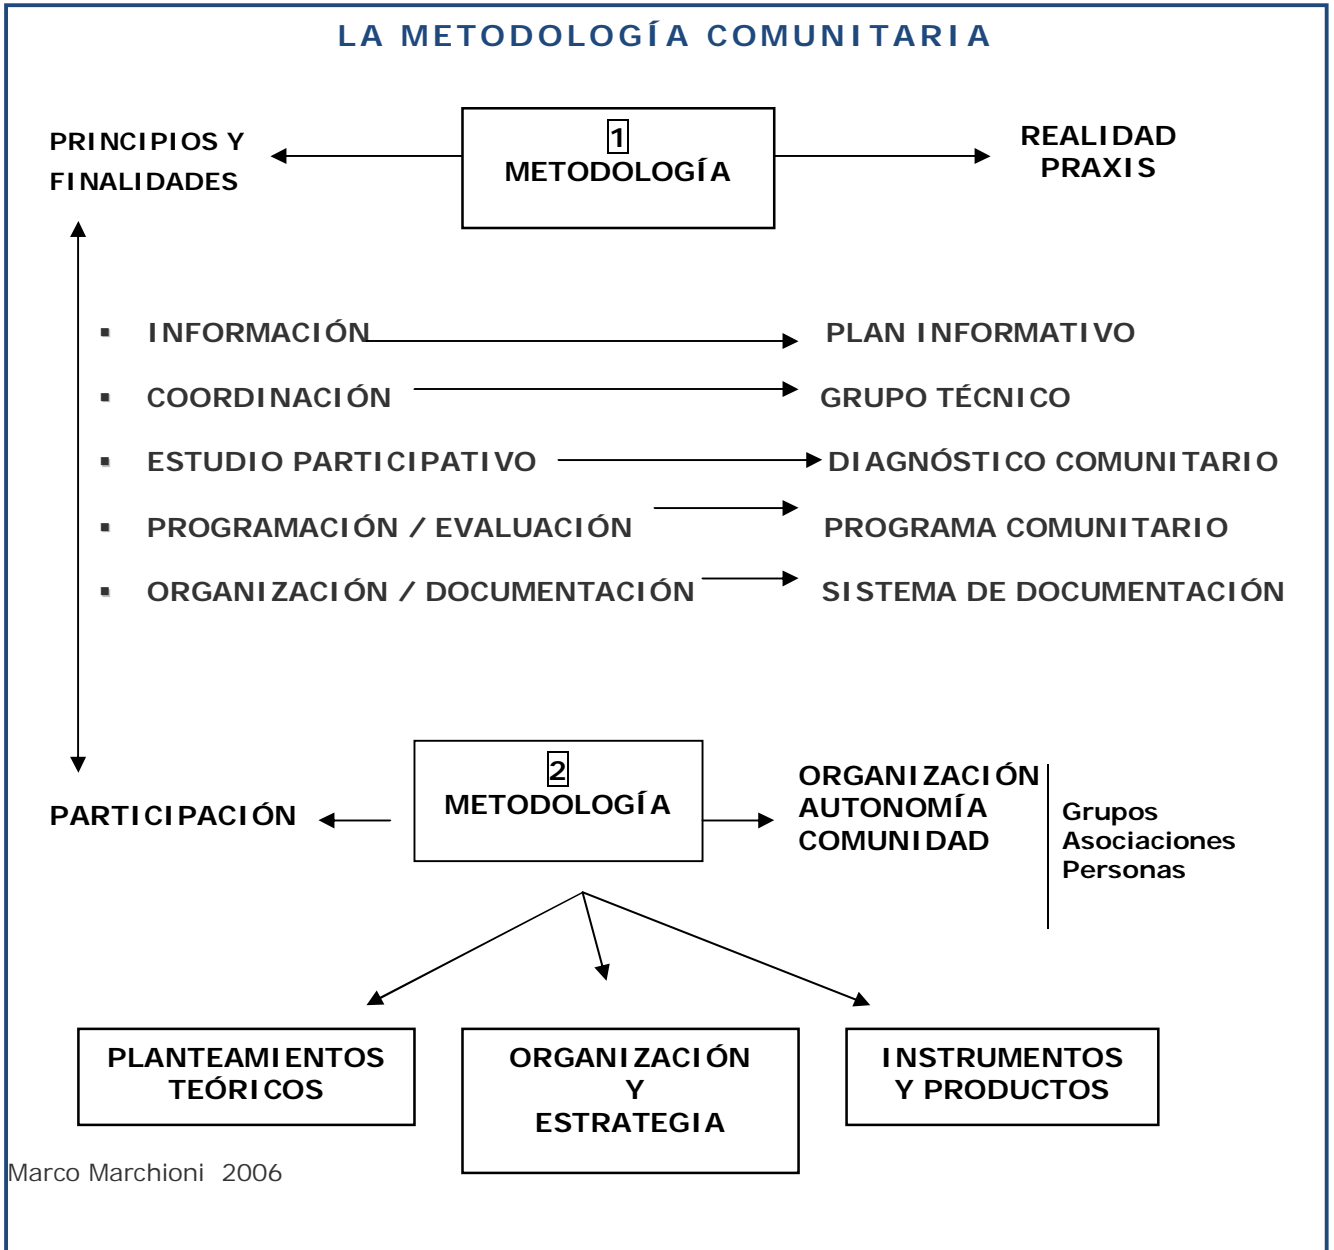 LA METODOLOGÍA COMUNITARIA
PRINCIPIOS Y
FINALIDADES
1
METODOLOGÍA
REALIDAD
PRAXIS
▪ INFORMACIÓN
PLAN INFORMATIVO
▪ COORDINACIÓN
GRUPO TÉCNICO
▪ ESTUDIO PARTICIPATIVO
DIAGNÓSTICO COMUNITARIO
▪ PROGRAMACIÓN / EVALUACIÓN
PROGRAMA COMUNITARIO
▪ ORGANIZACIÓN / DOCUMENTACIÓN
SISTEMA DE DOCUMENTACIÓN
PARTICIPACIÓN
2
METODOLOGÍA
ORGANIZACIÓN
AUTONOMÍA
COMUNIDAD
Grupos
Asociaciones
Personas
PLANTEAMIENTOS
TEÓRICOS
ORGANIZACIÓN
Y
ESTRATEGIA
INSTRUMENTOS
Y PRODUCTOS
Marco Marchioni 2006